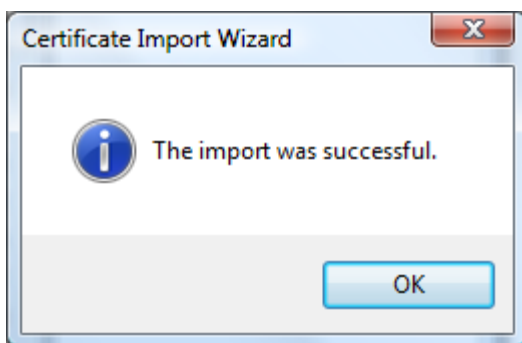 Certificate Import Wizard
The import was successful.
OK